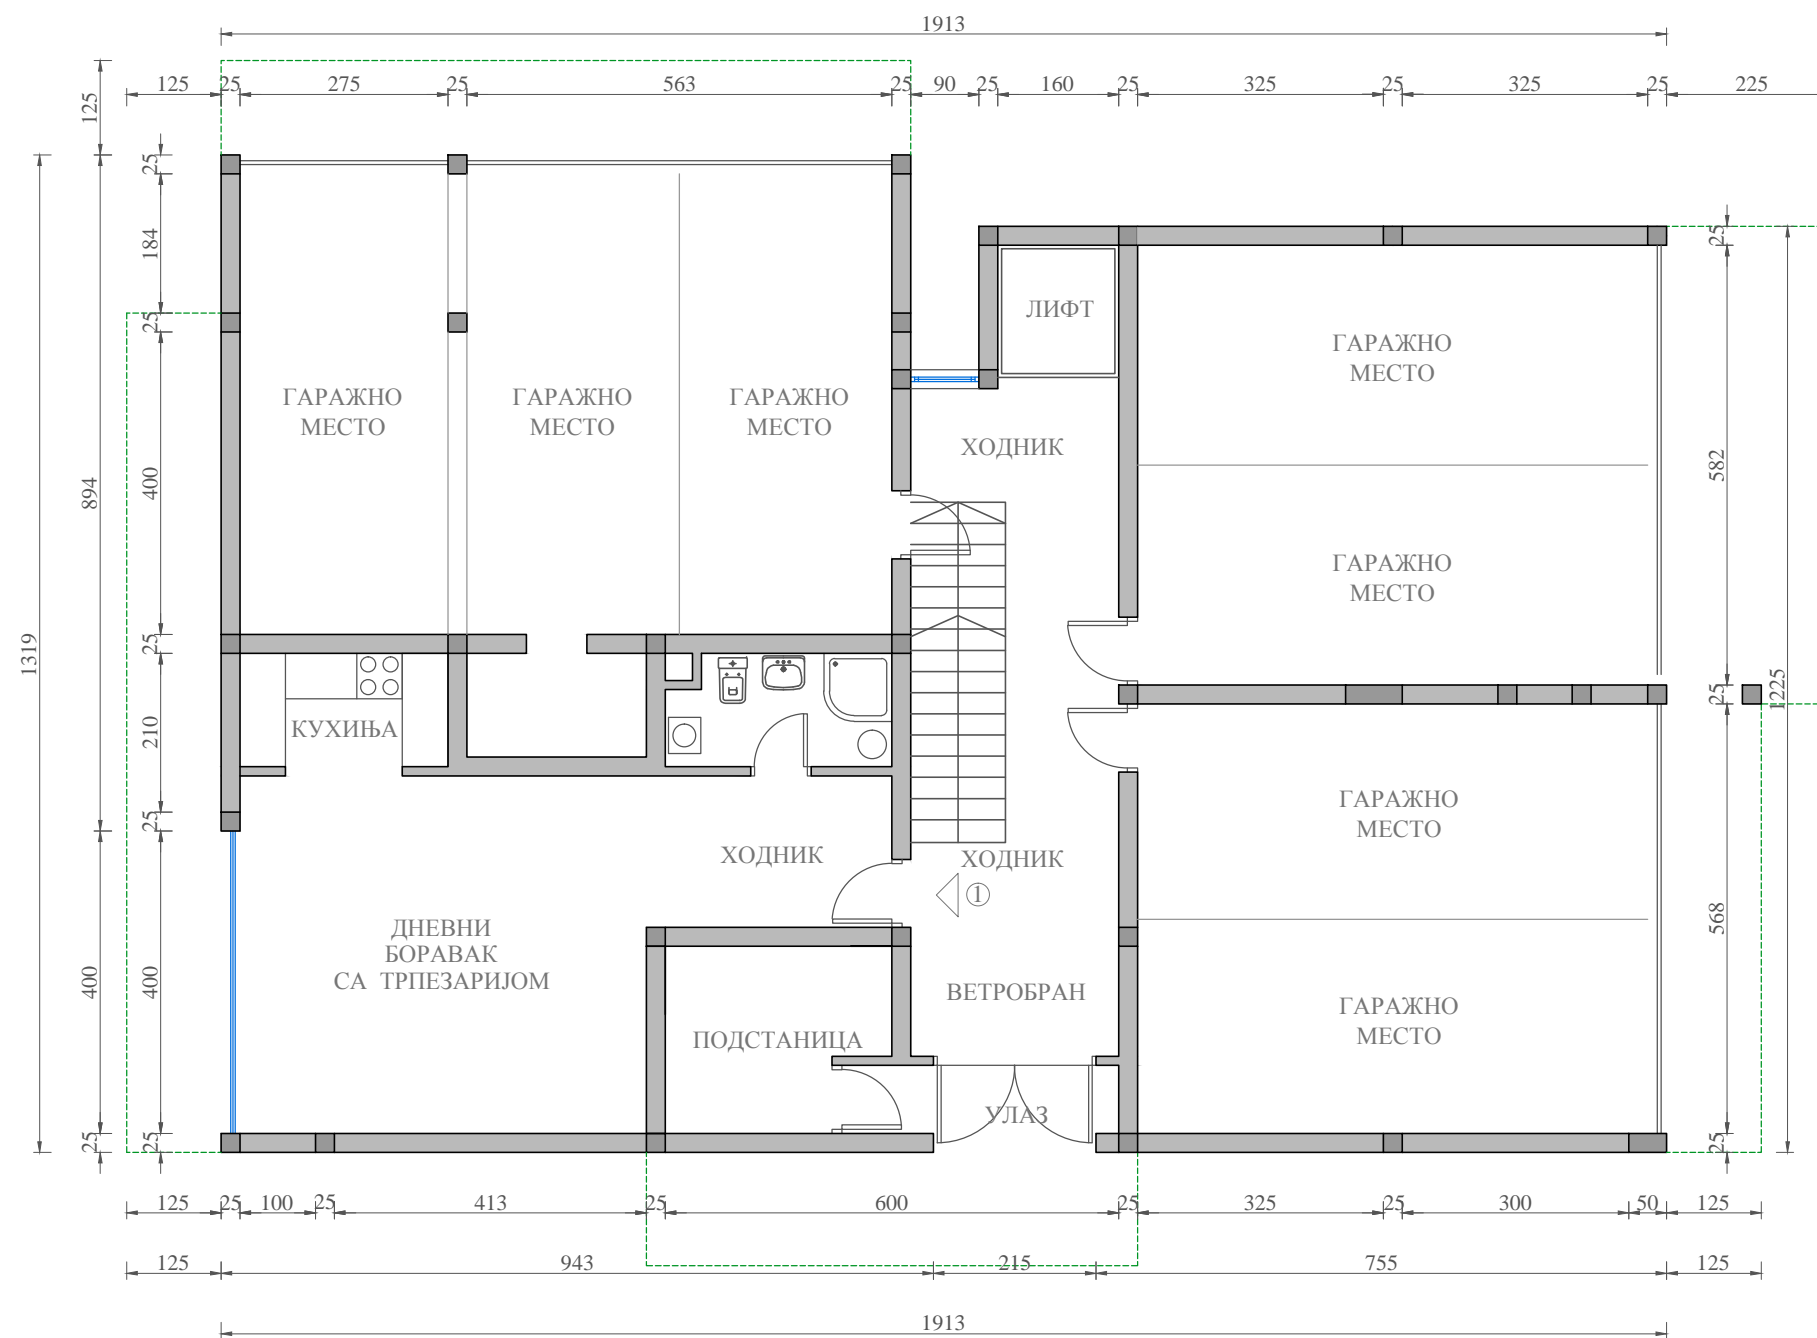 1913
125 25 275 25 563 25 90 25 160 25 325 25 325 25 225
125
894
400
25
1319
25
184
25
400
25
210
25
400
25
ГАРАЖНО
МЕСТО
ГАРАЖНО
МЕСТО
ГАРАЖНО
МЕСТО
ЛИФТ
ХОДНИК
ГАРАЖНО
МЕСТО
ГАРАЖНО
МЕСТО
КУХИЊА
ХОДНИК
ХОДНИК
1
ГАРАЖНО
МЕСТО
ДНЕВНИ
БОРАВАК
СА ТРПЕЗАРИЈОМ
ПОДСТАНИЦА
ВЕТРОБРАН
УЛАЗ
ГАРАЖНО
МЕСТО
25
582
25
568
25
1225
125 25 100 25 413 25 600 25 325 25 300 50 125
125 943 215 755 125
1913